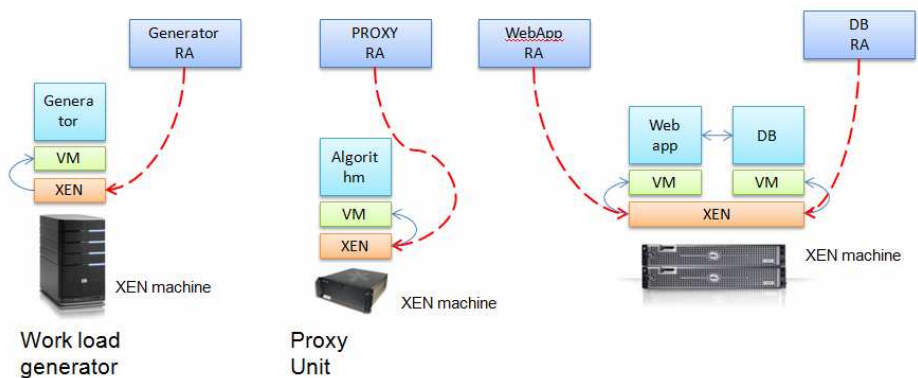 Generator
RA
PROXY
RA
WebApp
RA
DB
RA
Genera
tor
VM
XEN
XEN machine
Work load
generator
Algorit
hm
VM
XEN
XEN machine
Proxy
Unit
Web
app
DB
VM
VM
XEN
XEN machine